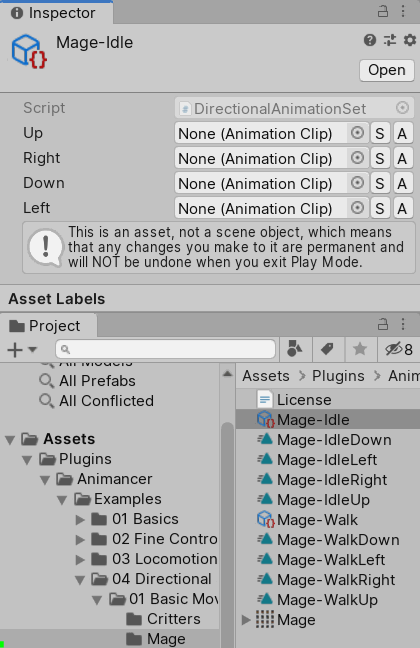 Inspector
Mage-Idle
Open
Script DirectionalAnimationSet
Up None (Animation Clip) S A
Right None (Animation Clip) S A
Down None (Animation Clip) S A
Left None (Animation Clip) S A
This is an asset, not a scene object, which means
that any changes you make to it are permanent and
will NOT be undone when you exit Play Mode.
Asset Labels
Project
8
All Models
All Prefabs
All Conflicted
Assets
Plugins
Animancer
Examples
01 Basics
02 Fine Contro
03 Locomotion
04 Directional
01 Basic Mov
Critters
Mage
Assets > Plugins > Anim
License
Mage-Idle
Mage-IdleDown
Mage-IdleLeft
Mage-IdleRight
Mage-IdleUp
Mage-Walk
Mage-WalkDown
Mage-WalkLeft
Mage-WalkRight
Mage-WalkUp
Mage